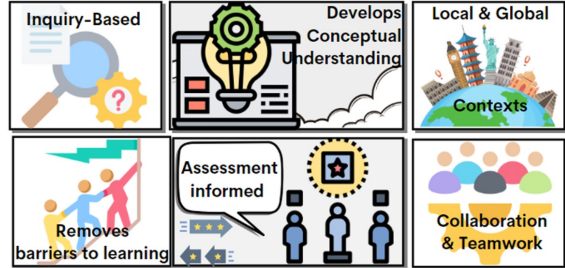 Inquiry-Based
Develops
Conceptual
Understanding
Local & Global
Contexts
Removes
barriers to learning
Assessment
informed
Collaboration
& Teamwork